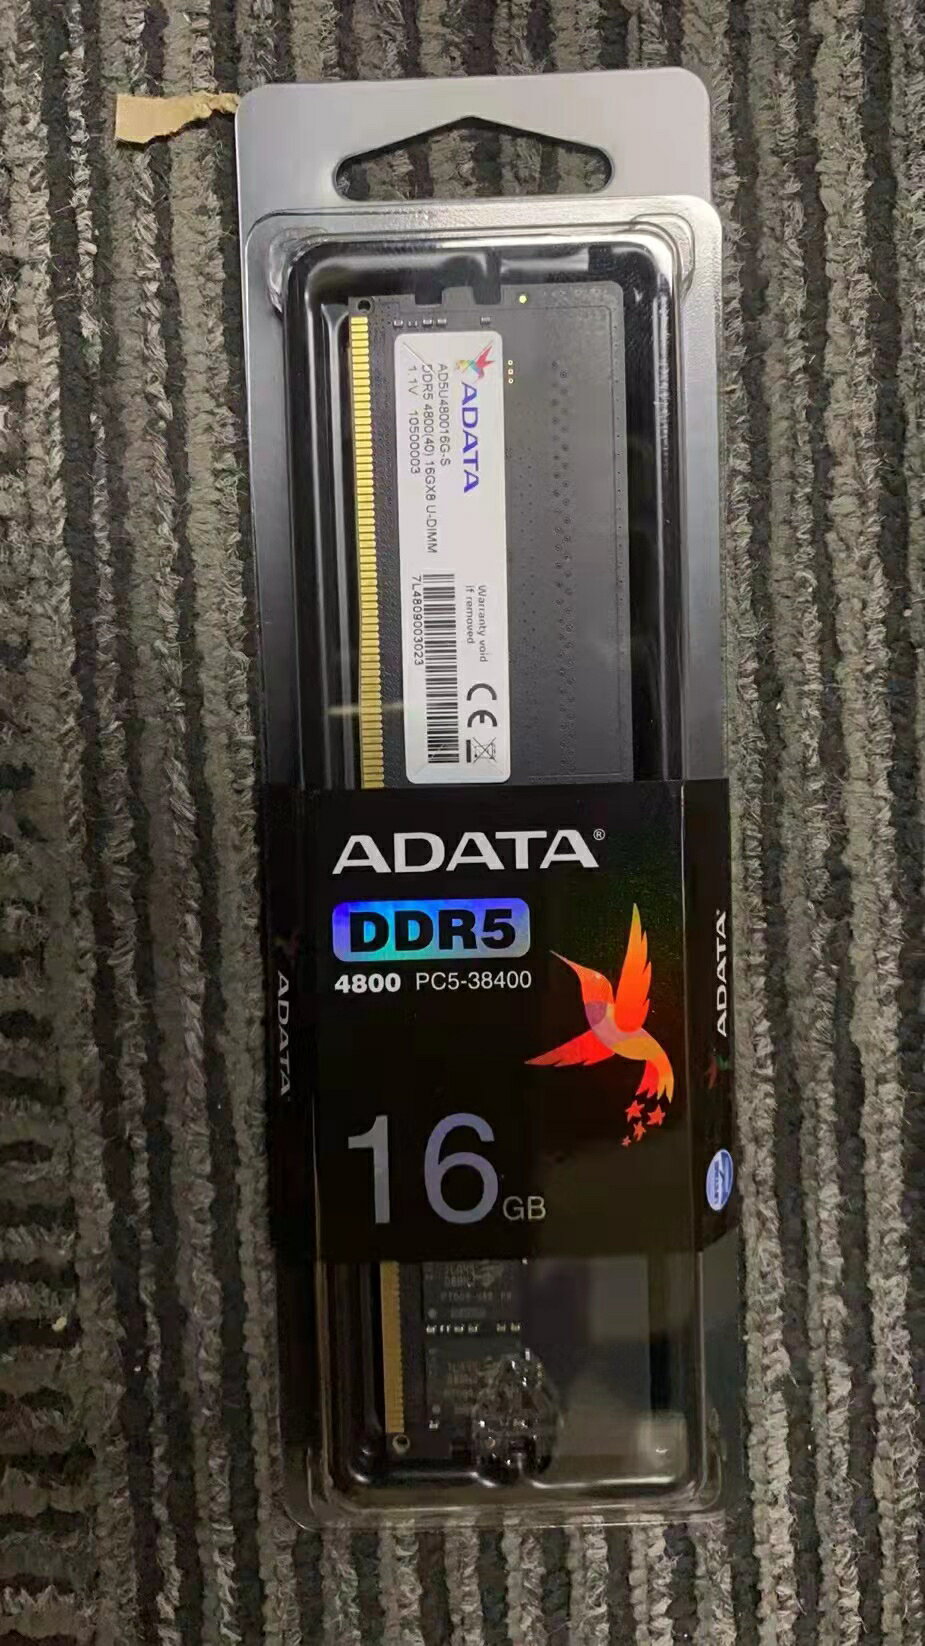 ADATA
AD5U480016G-S
DDR5 4800(40) 16GX8 U-DIMM
1.1V 10500003
Warranty void
if removed
7L4809003023
CE
ADATA®
DDR5
4800 PC5-38400
16GB
ADATA
ADATA